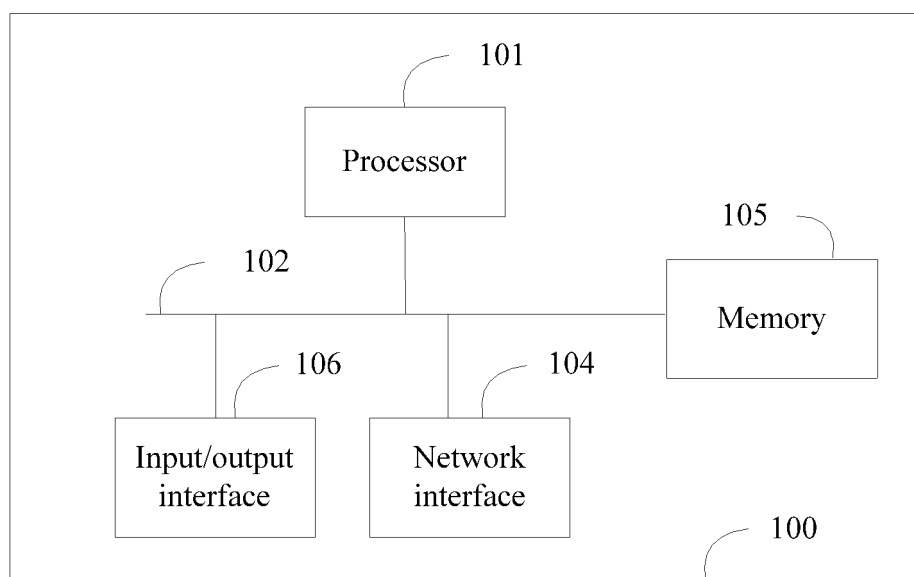 101
Processor
105
102
Memory
106
104
Input/output
interface
Network
interface
100